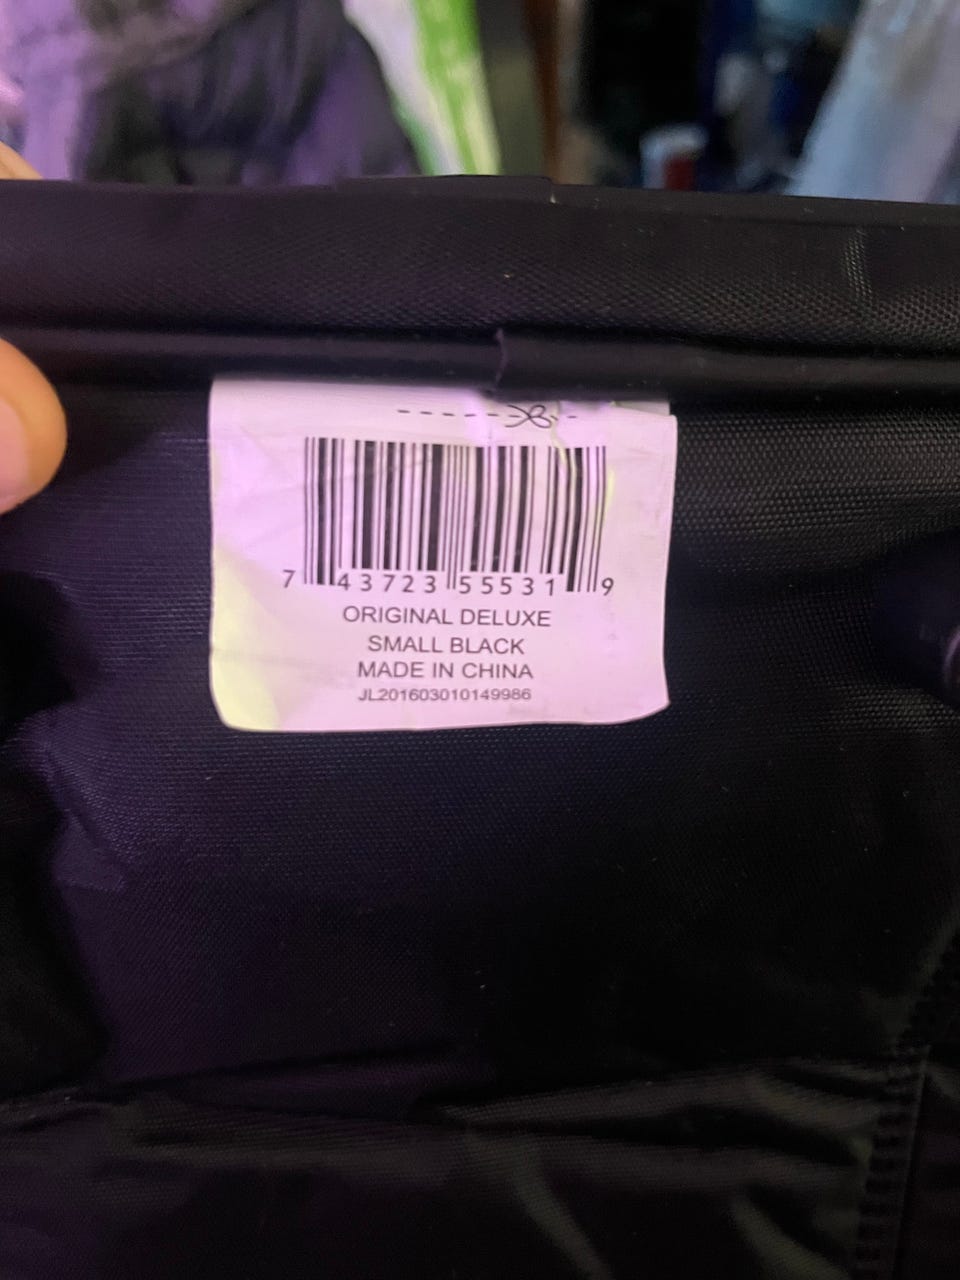 7 43723 55531 9
ORIGINAL DELUXE
SMALL BLACK
MADE IN CHINA
JL201603010149986